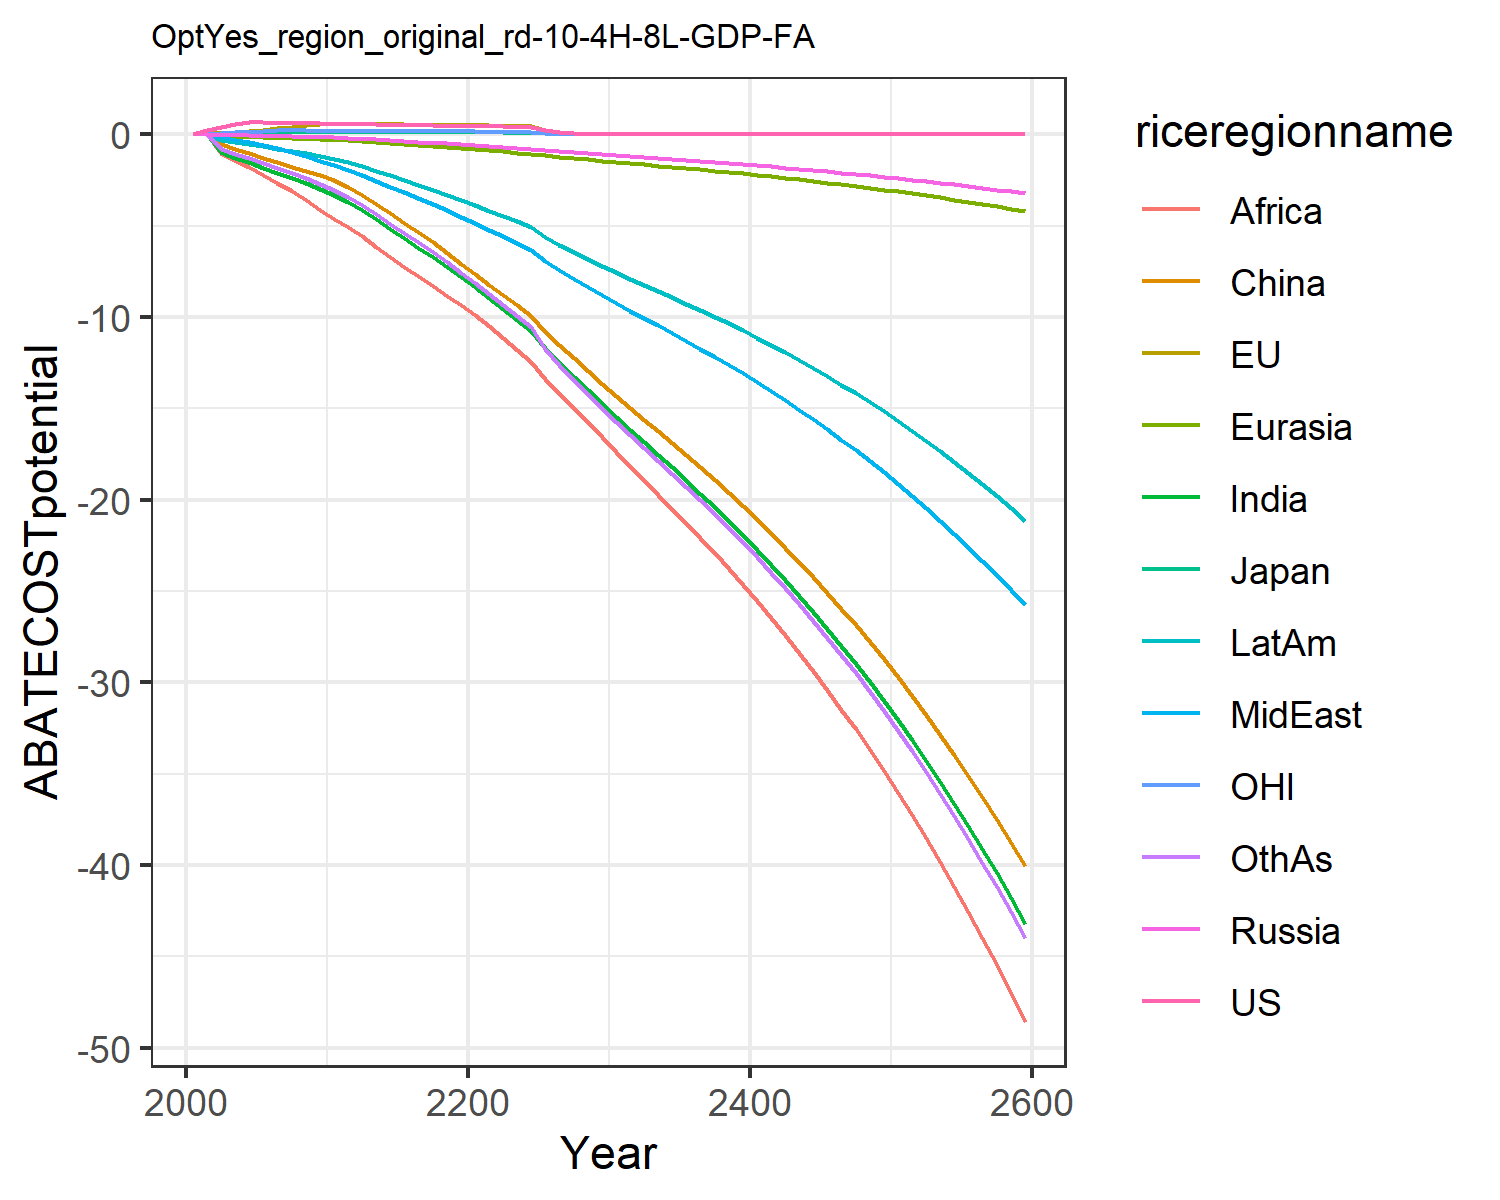 OptYes_region_original_rd-10-4H-8L-GDP-FA
ABATECOSTpotential
0
-10
-20
-30
-40
-50
2000 2200 2400 2600
Year
riceregionname
Africa
China
EU
Eurasia
India
Japan
LatAm
MidEast
OHI
OthAs
Russia
US